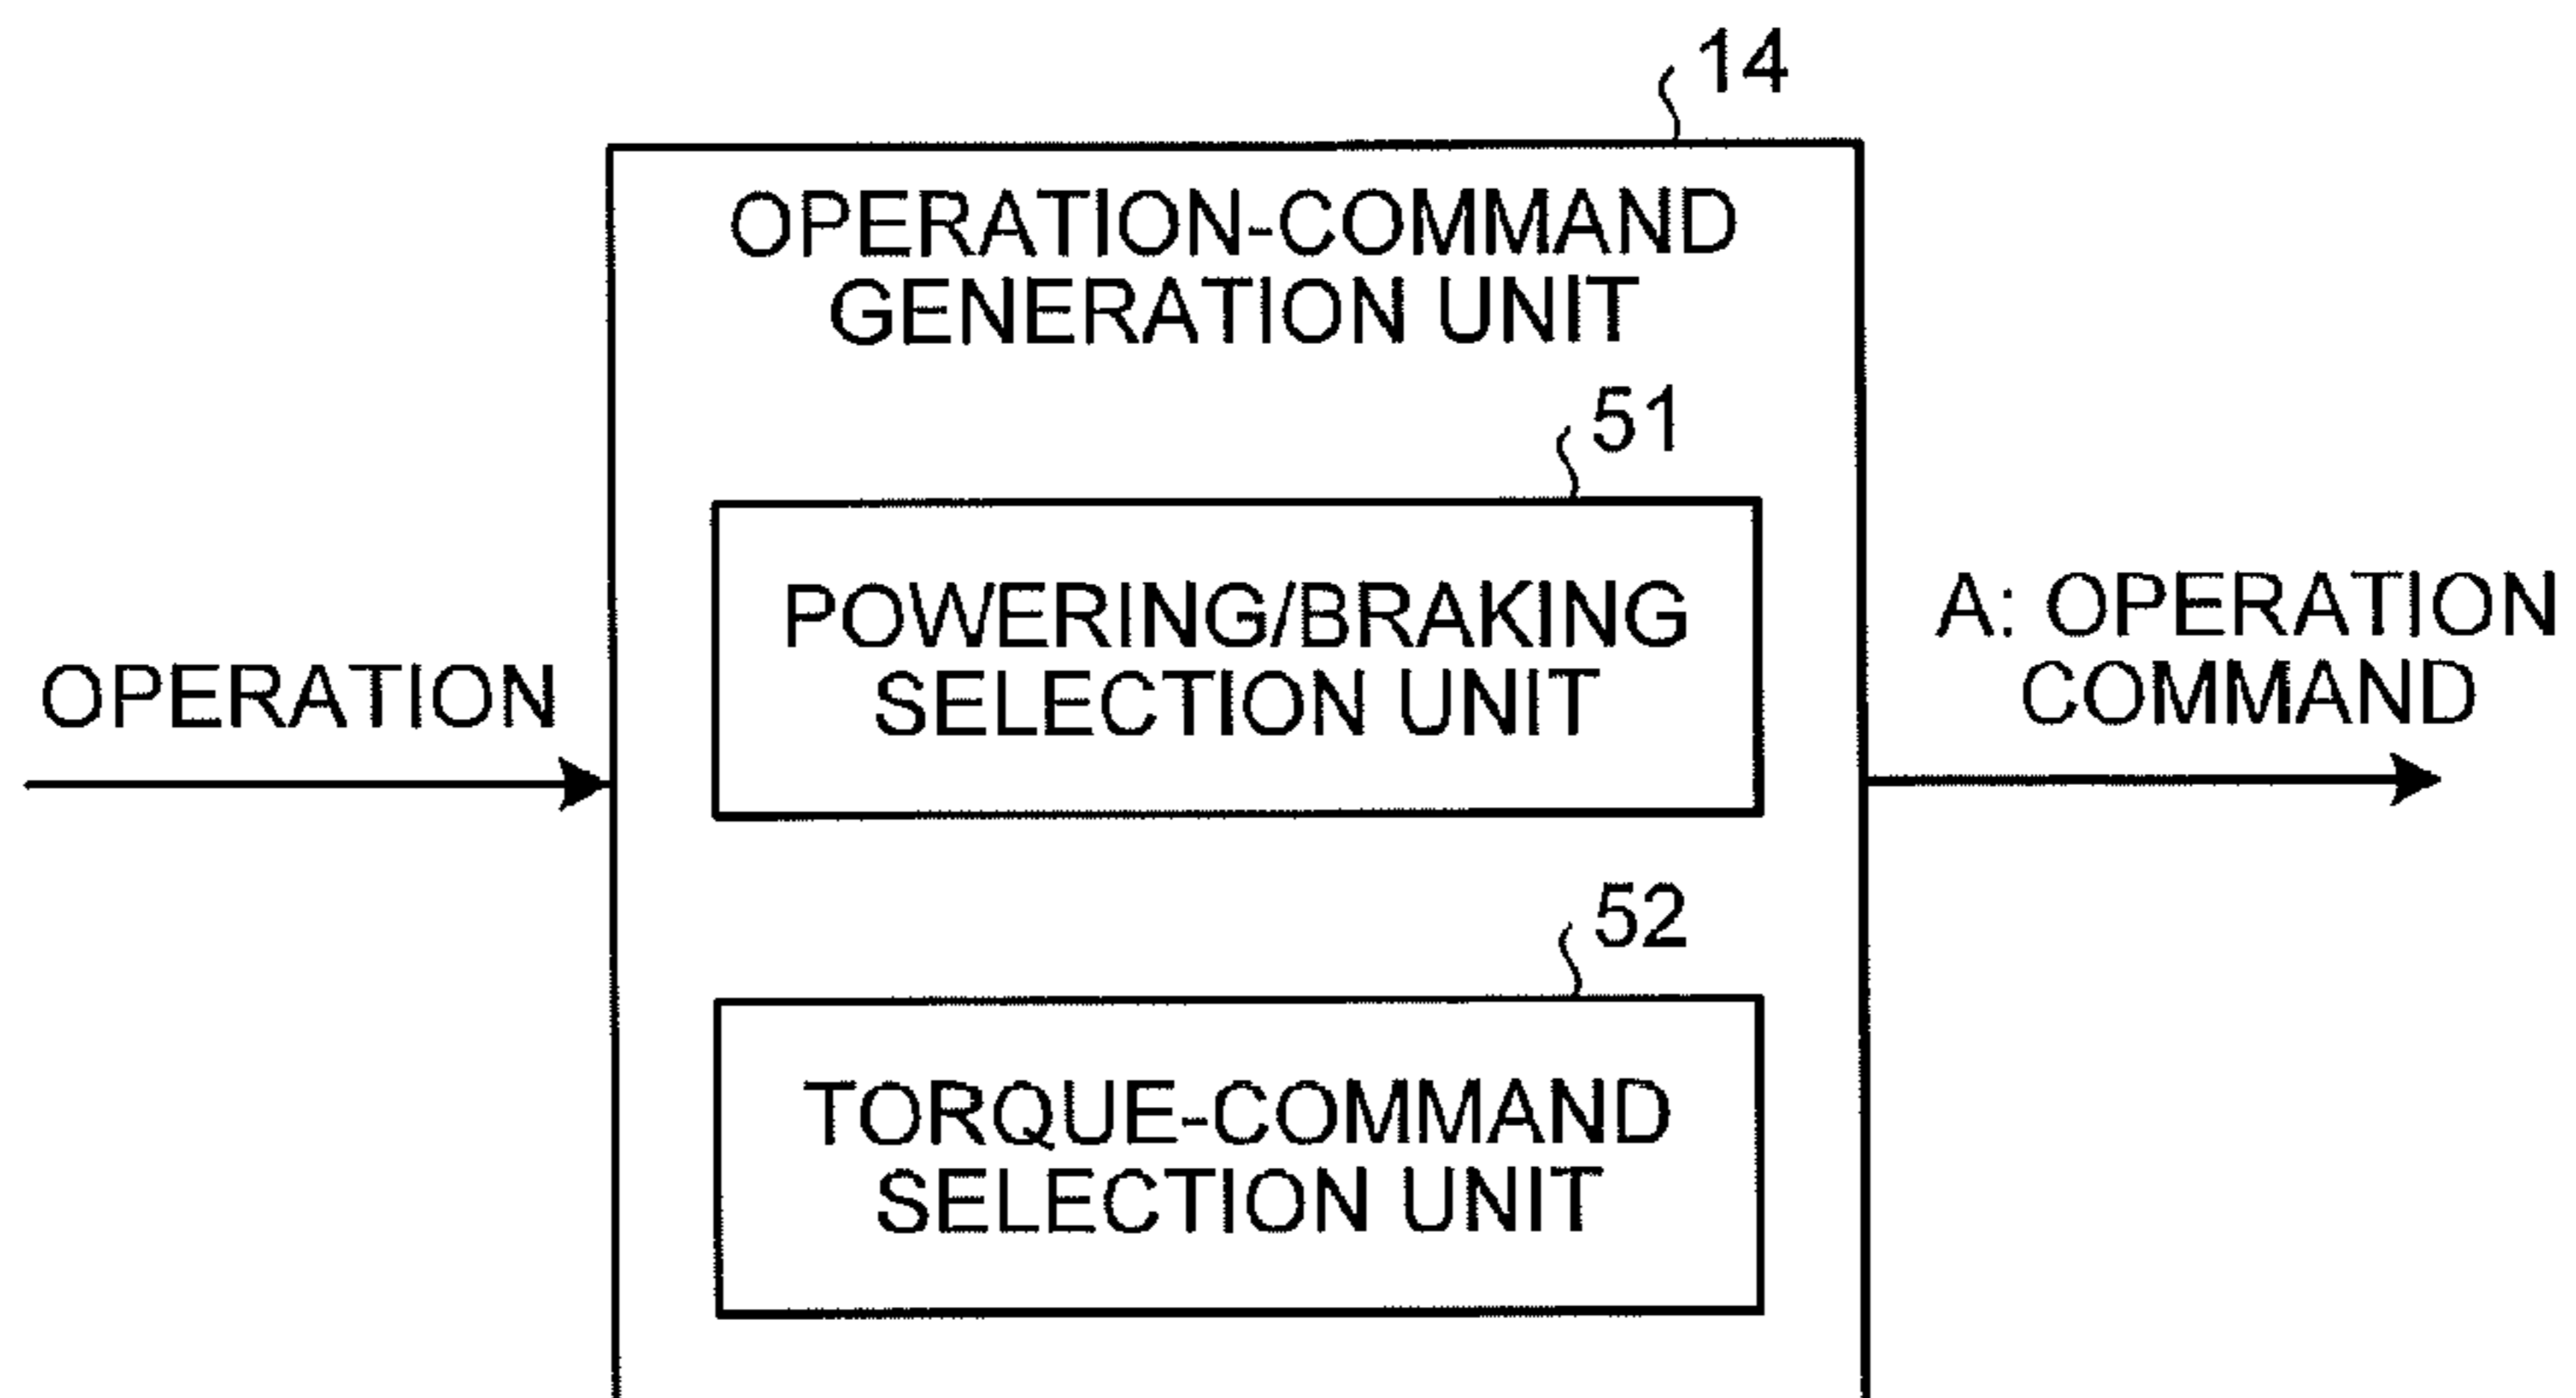 14
OPERATION-COMMAND
GENERATION UNIT
51
POWERING/BRAKING
SELECTION UNIT
OPERATION
A: OPERATION
COMMAND
52
TORQUE-COMMAND
SELECTION UNIT